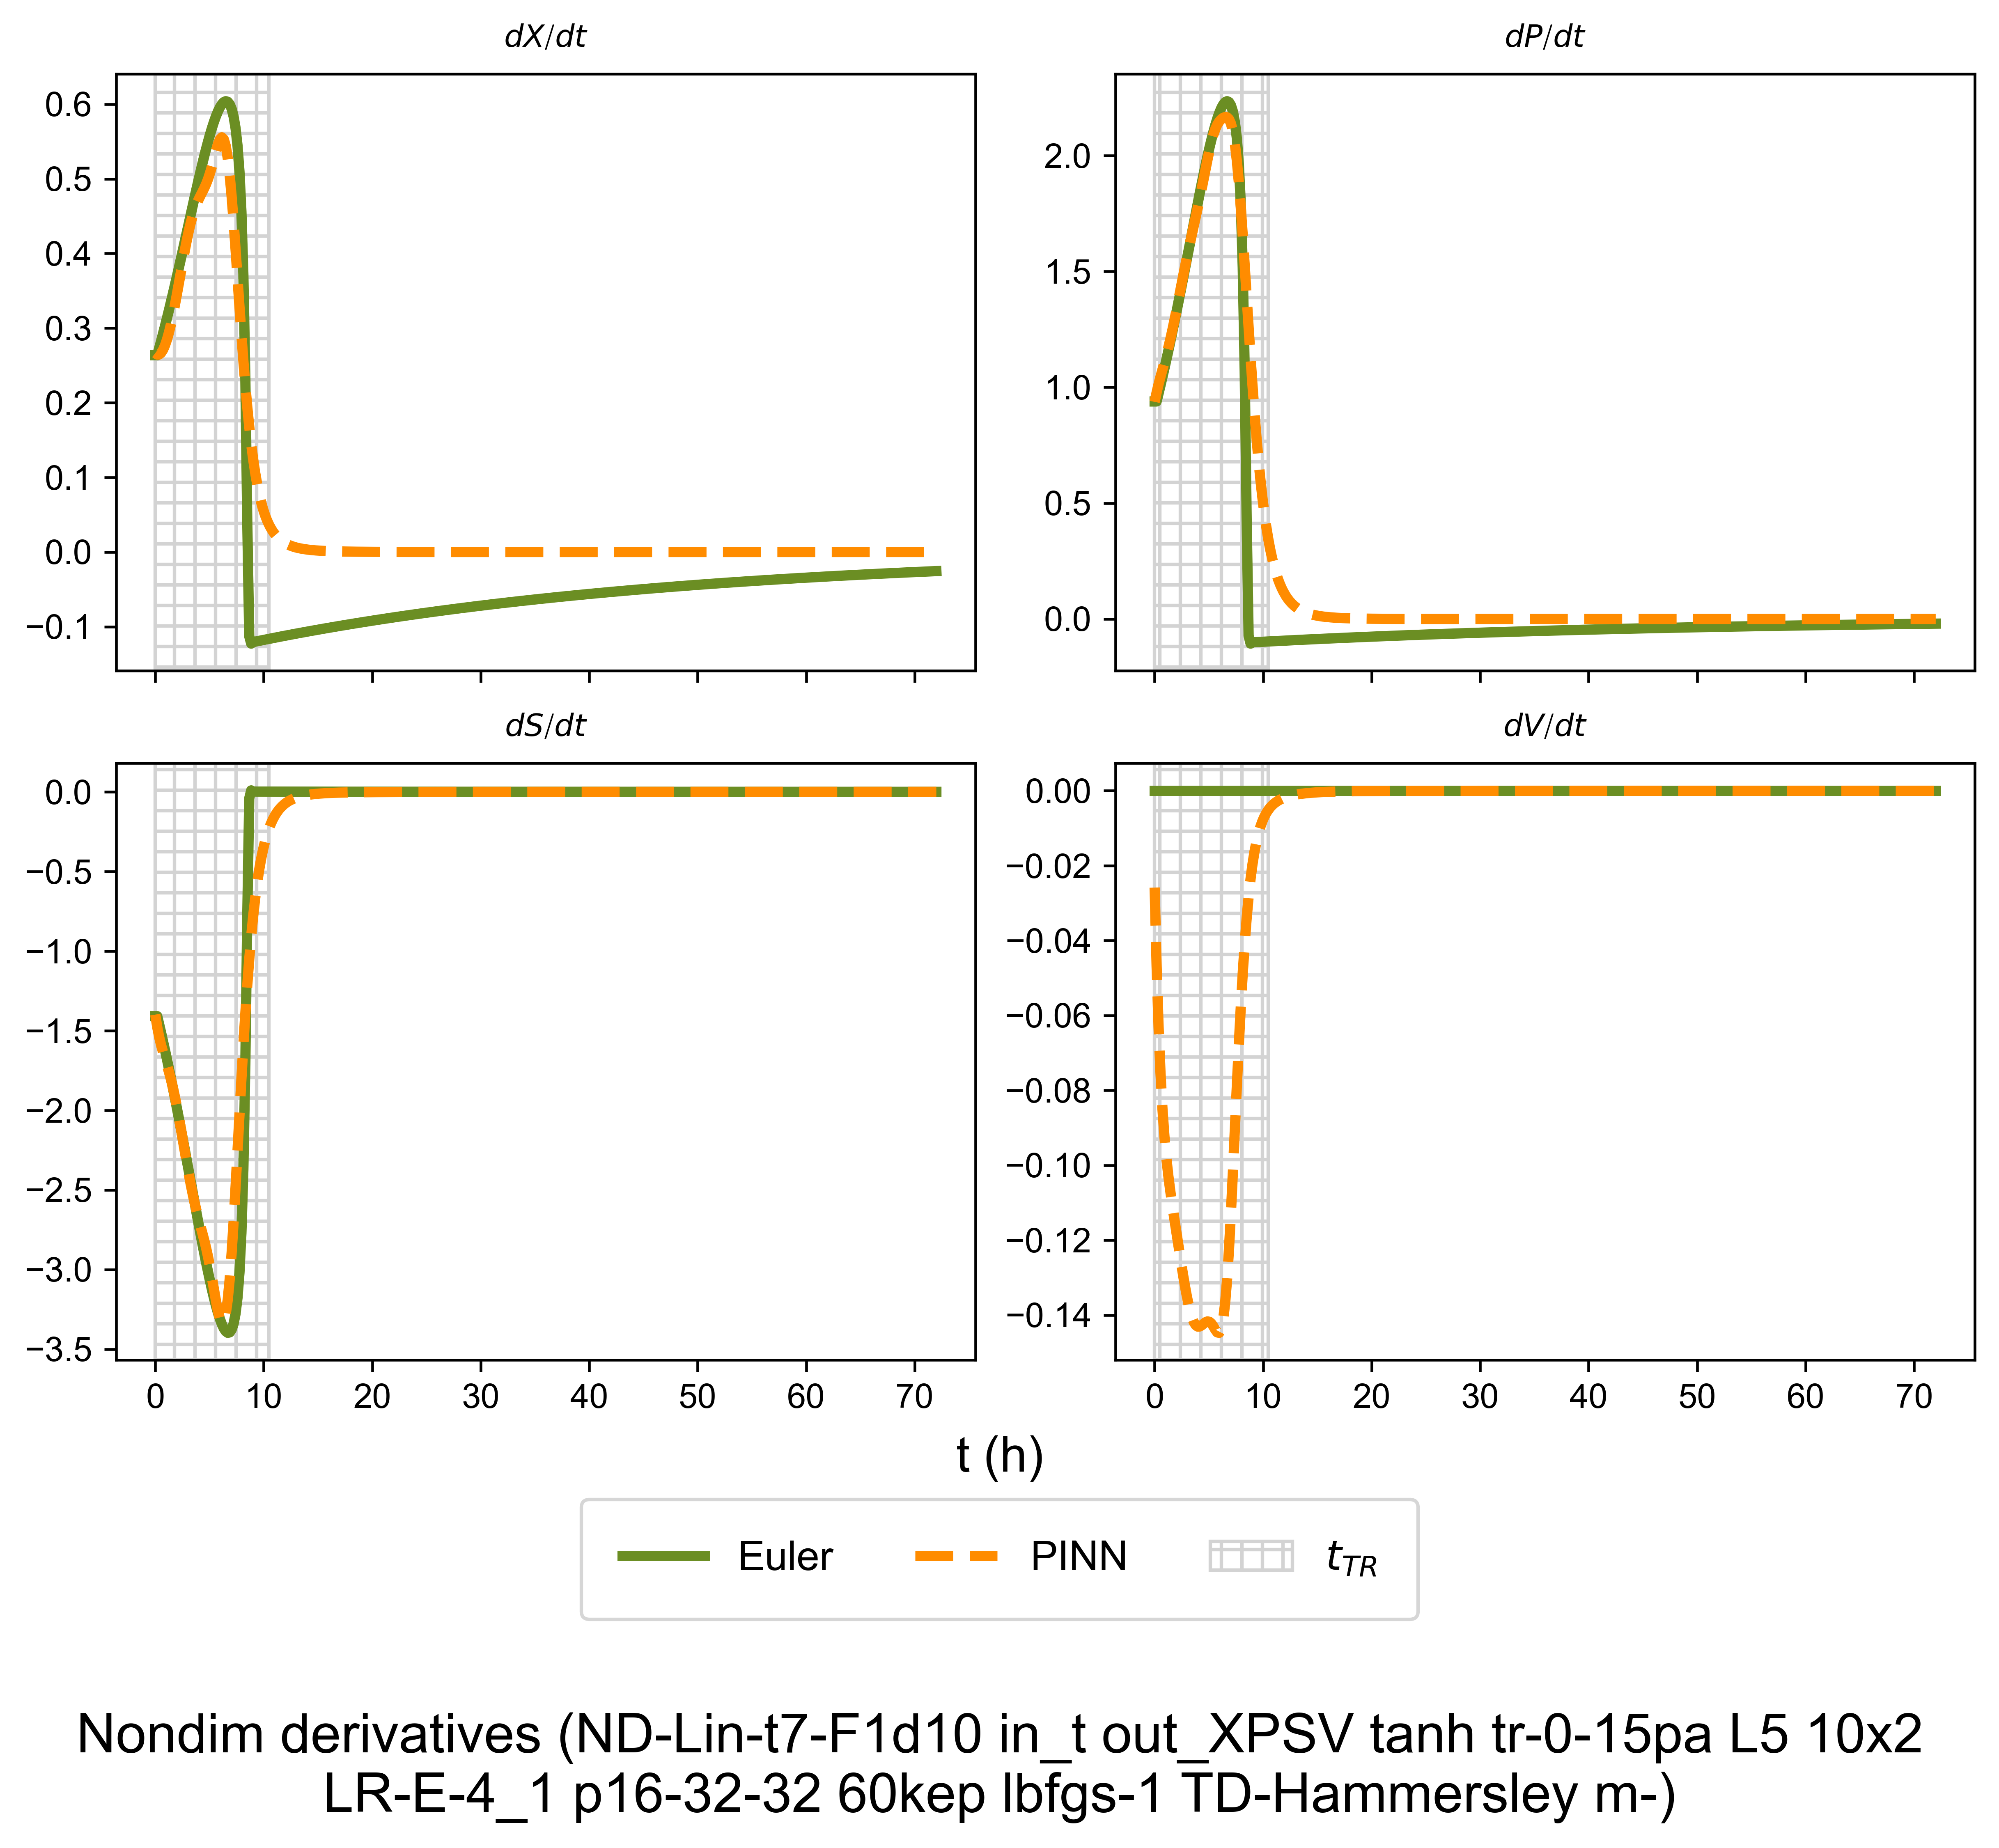 dX/dt
dP/dt
0.6
0.5
0.4
0.3
0.2
0.1
0.0
−0.1
2.0
1.5
1.0
0.5
0.0
dS/dt
dV/dt
0.0
−0.5
−1.0
−1.5
−2.0
−2.5
−3.0
−3.5
0 10 20 30 40 50 60 70
0.00
−0.02
−0.04
−0.06
−0.08
−0.10
−0.12
−0.14
0 10 20 30 40 50 60 70
t (h)
Euler PINN t_TR
Nondim derivatives (ND-Lin-t7-F1d10 in_t out_XPSV tanh tr-0-15pa L5 10x2
LR-E-4_1 p16-32-32 60kep lbfgs-1 TD-Hammersley m-)